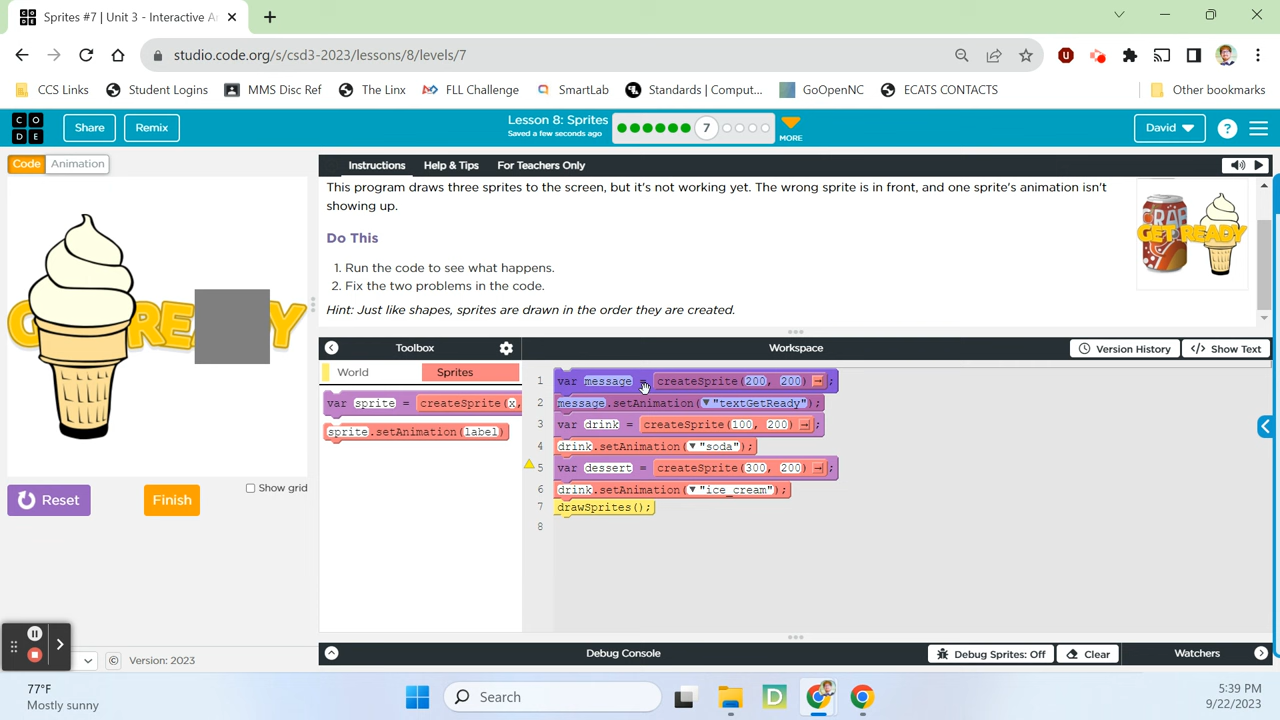 Sprites #7 | Unit 3 - Interactive Ar
studio.code.org/s/csd3-2023/lessons/8/levels/7
CCS Links
Student Logins
MMS Disc Ref
The Linx
FLL Challenge
SmartLab
Standards | Comput...
GoOpenNC
ECATS CONTACTS
Other bookmarks
C O
D E
Share
Remix
Lesson 8: Sprites
Saved a few seconds ago
7
MORE
David
?
Code
Animation
Instructions
Help & Tips
For Teachers Only
This program draws three sprites to the screen, but it's not working yet. The wrong sprite is in front, and one sprite's animation isn't
showing up.
Do This
1. Run the code to see what happens.
2. Fix the two problems in the code.
Hint: Just like shapes, sprites are drawn in the order they are created.
CRAF
GET READY
G READY
Reset
Finish
Show grid
Toolbox
Workspace
Version History
</> Show Text
World
Sprites
var sprite = createSprite(x,
sprite.setAnimation(label)
1 var message = createSprite(200, 200);
2 message.setAnimation("textGetReady");
3 var drink = createSprite(100, 200);
4 drink.setAnimation("soda");
5 var dessert = createSprite(300, 200);
6 drink.setAnimation("ice_cream");
7 drawSprites();
8
Debug Console
Debug Sprites: Off
Clear
Watchers
© Version: 2023
77°F
Mostly sunny
Search
D
5:39 PM
9/22/2023